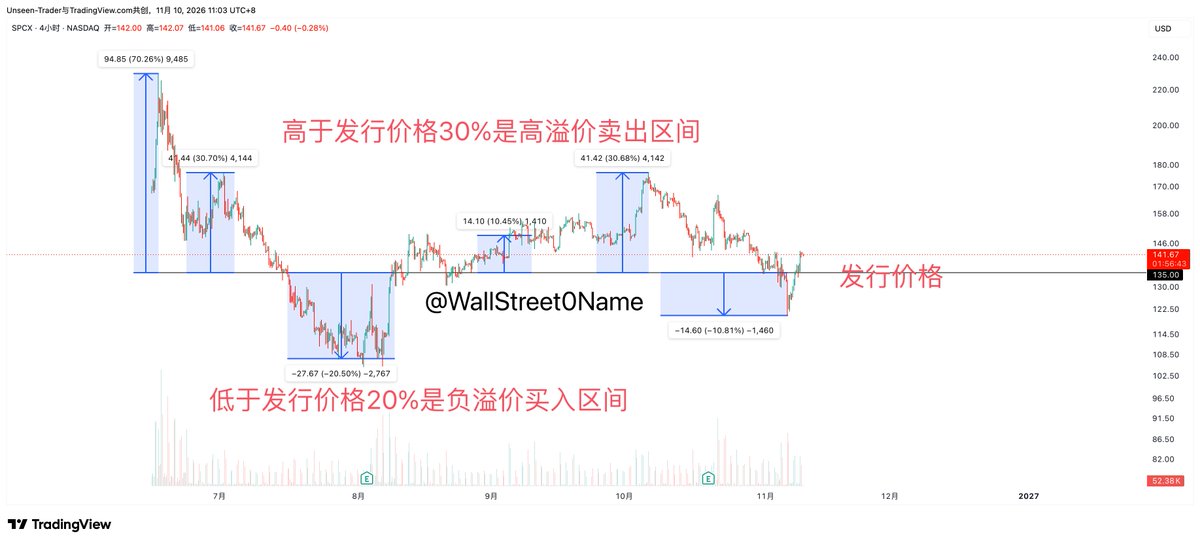 Unseen-Trader与TradingView.com共创，11月 10, 2026 11:03 UTC+8
SPCX · 4小时 · NASDAQ 开=142.00 高=142.07 低=141.06 收=141.67 −0.40 (−0.28%)
USD
94.85 (70.26%) 9,485
高于发行价格30%是高溢价卖出区间
41.44 (30.70%) 4,144
41.42 (30.68%) 4,142
14.10 (10.45%) 1,410
@WallStreet0Name
发行价格
−14.60 (−10.81%) −1,460
−27.67 (−20.50%) −2,767
低于发行价格20%是负溢价买入区间
240.00
220.00
200.00
180.00
170.00
158.00
146.00
141.67
01:56:43
135.00
130.00
122.50
114.50
108.50
102.50
96.50
91.50
86.50
82.00
52.38K
E
E
7月
8月
9月
10月
11月
12月
2027
TradingView